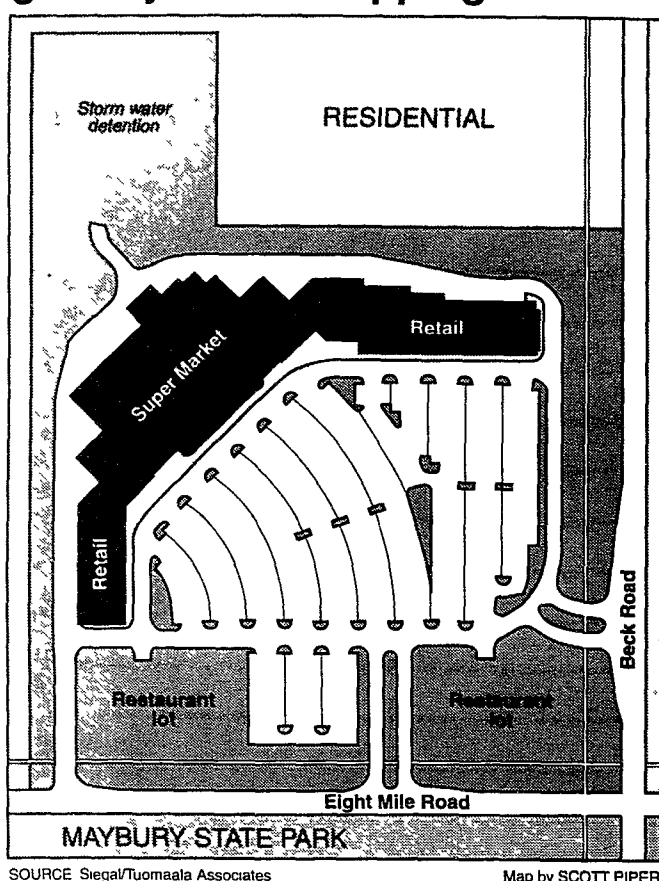 Storm water
detention
RESIDENTIAL
Retail
Super Market
Retail
Beck Road
Restaurant
lot
Restaurant
lot
Eight Mile Road
MAYBURY STATE PARK
SOURCE Siegal/Tuomaala Associates
Map by SCOTT PIPER